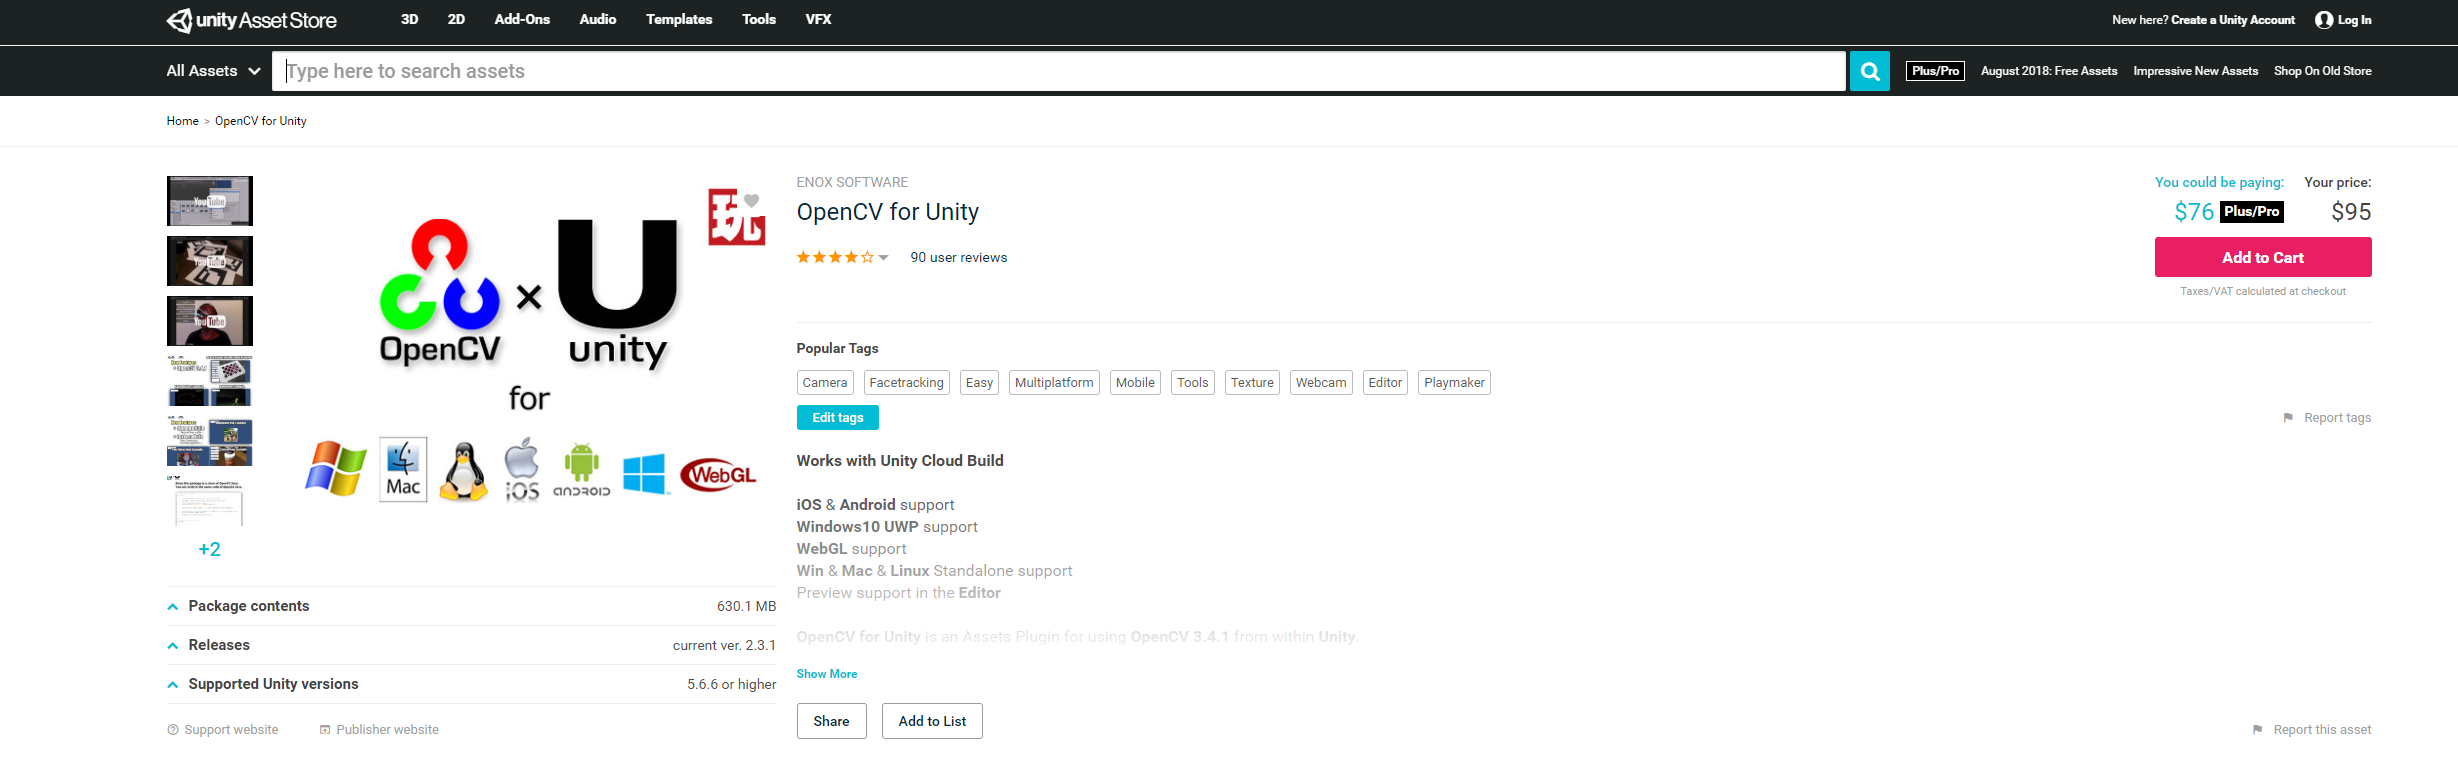 unity Asset Store
3D 2D Add-Ons Audio Templates Tools VFX
New here? Create a Unity Account Log In
All Assets
Type here to search assets
Plus/Pro August 2018: Free Assets Impressive New Assets Shop On Old Store
Home > OpenCV for Unity
YouTube
YouTube
YouTube
+2
玩
OpenCV × unity
for
Mac iOS ANDROID WebGL
ENOX SOFTWARE
OpenCV for Unity
90 user reviews
You could be paying: Your price:
$76 Plus/Pro $95
Add to Cart
Taxes/VAT calculated at checkout
Popular Tags
Camera Facetracking Easy Multiplatform Mobile Tools Texture Webcam Editor Playmaker
Edit tags
Report tags
Works with Unity Cloud Build
iOS & Android support
Windows10 UWP support
WebGL support
Win & Mac & Linux Standalone support
Preview support in the Editor
OpenCV for Unity is an Assets Plugin for using OpenCV 3.4.1 from within Unity.
Show More
Share Add to List
Package contents 630.1 MB
Releases current ver. 2.3.1
Supported Unity versions 5.6.6 or higher
Support website Publisher website
Report this asset